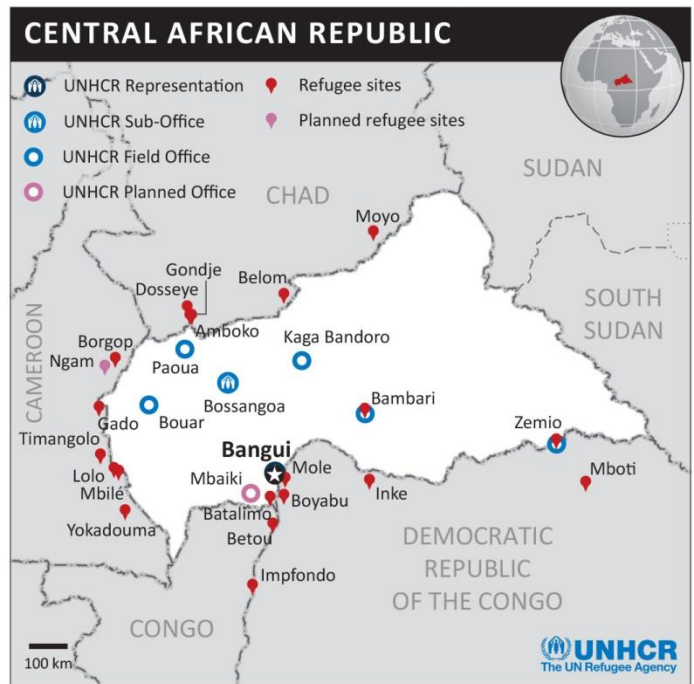 CENTRAL AFRICAN REPUBLIC
UNHCR Representation
Refugee sites
UNHCR Sub-Office
Planned refugee sites
UNHCR Field Office
UNHCR Planned Office
SUDAN
CHAD
Moyo
Gondje
Dosseye
Belom
SOUTH
SUDAN
CAMEROON
Amboko
Kaga Bandoro
Borgop
Ngam
Paoua
Bambari
Bossangoa
Gado
Bouar
Zemio
Timangolo
Bangui
Mole
Mboti
Lolo
Mbaiki
Mbilé
Inke
Boyabu
Batalimo
Yokadouma
Betou
DEMOCRATIC
REPUBLIC
OF THE CONGO
Impfondo
CONGO
100 km
UNHCR
The UN Refugee Agency